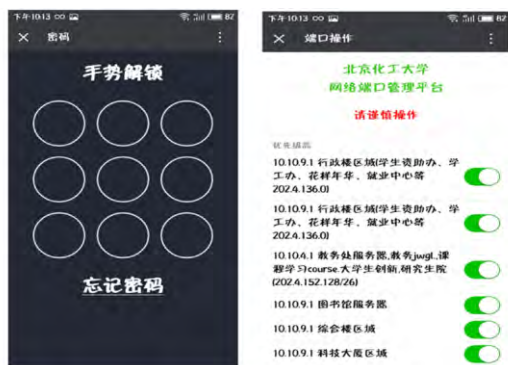 下午10:13
82
密码
手势解锁
忘记密码
下午10:13
82
端口操作
北京化工大学
网络端口管理平台
请谨慎操作
10.10.9.1 行政楼区域(学生资助办、学
工办、花样年华、就业中心等
202.4.136.0)
10.10.9.1 行政楼区域(学生资助办、学
工办、花样年华、就业中心等
202.4.136.0)
10.10.4.1 教务处服务器,教务jwgl,课
程学习course.大学生创新,研究生院
(202.4.152.128/26)
10.10.9.1 图书馆服务器
10.10.9.1 综合楼区域
10.10.9.1 科技大厦区域